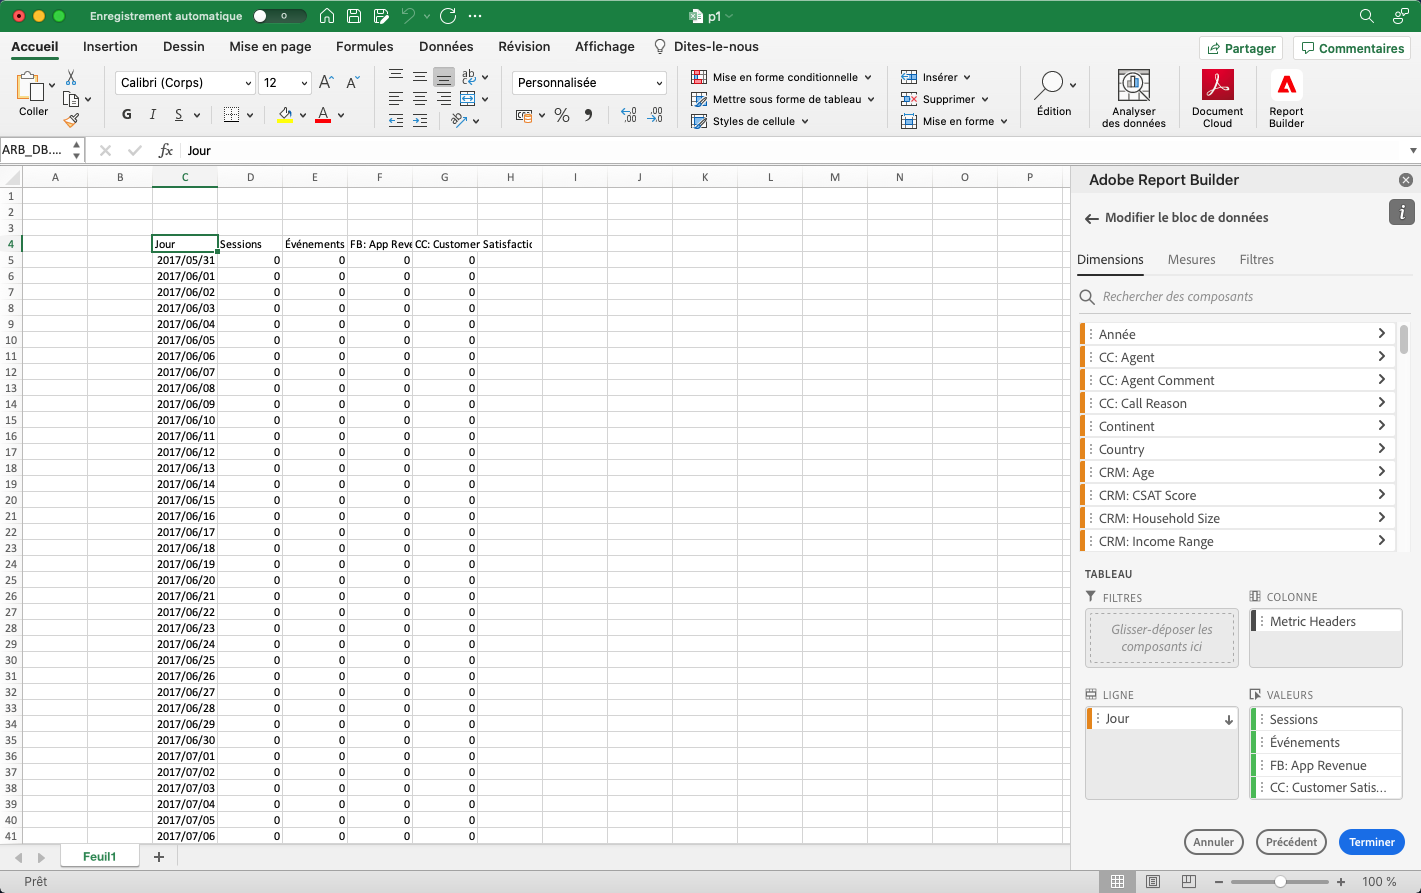 Enregistrement automatique 0 p1
Accueil Insertion Dessin Mise en page Formules Données Révision Affichage Dites-le-nous Partager Commentaires
Coller
Calibri (Corps) 12
G I S
Personnalisée
Mise en forme conditionnelle
Mettre sous forme de tableau
Styles de cellule
Insérer
Supprimer
Mise en forme
Édition
Analyser
des données
Document
Cloud
Report
Builder
ARB_DB.... fx Jour
A B C D E F G H I J K L M N O P
1
2
3
4 Jour Sessions Événements FB: App Reve CC: Customer Satisfactio
5 2017/05/31 0 0 0 0
6 2017/06/01 0 0 0 0
7 2017/06/02 0 0 0 0
8 2017/06/03 0 0 0 0
9 2017/06/04 0 0 0 0
10 2017/06/05 0 0 0 0
11 2017/06/06 0 0 0 0
12 2017/06/07 0 0 0 0
13 2017/06/08 0 0 0 0
14 2017/06/09 0 0 0 0
15 2017/06/10 0 0 0 0
16 2017/06/11 0 0 0 0
17 2017/06/12 0 0 0 0
18 2017/06/13 0 0 0 0
19 2017/06/14 0 0 0 0
20 2017/06/15 0 0 0 0
21 2017/06/16 0 0 0 0
22 2017/06/17 0 0 0 0
23 2017/06/18 0 0 0 0
24 2017/06/19 0 0 0 0
25 2017/06/20 0 0 0 0
26 2017/06/21 0 0 0 0
27 2017/06/22 0 0 0 0
28 2017/06/23 0 0 0 0
29 2017/06/24 0 0 0 0
30 2017/06/25 0 0 0 0
31 2017/06/26 0 0 0 0
32 2017/06/27 0 0 0 0
33 2017/06/28 0 0 0 0
34 2017/06/29 0 0 0 0
35 2017/06/30 0 0 0 0
36 2017/07/01 0 0 0 0
37 2017/07/02 0 0 0 0
38 2017/07/03 0 0 0 0
39 2017/07/04 0 0 0 0
40 2017/07/05 0 0 0 0
41 2017/07/06 0 0 0 0
Adobe Report Builder
Modifier le bloc de données
Dimensions Mesures Filtres
Rechercher des composants
Année
CC: Agent
CC: Agent Comment
CC: Call Reason
Continent
Country
CRM: Age
CRM: CSAT Score
CRM: Household Size
CRM: Income Range
TABLEAU
FILTRES
Glisser-déposer les
composants ici
COLONNE
Metric Headers
LIGNE
Jour
VALEURS
Sessions
Événements
FB: App Revenue
CC: Customer Satis...
Annuler Précédent Terminer
Feuil1
Prêt 100 %